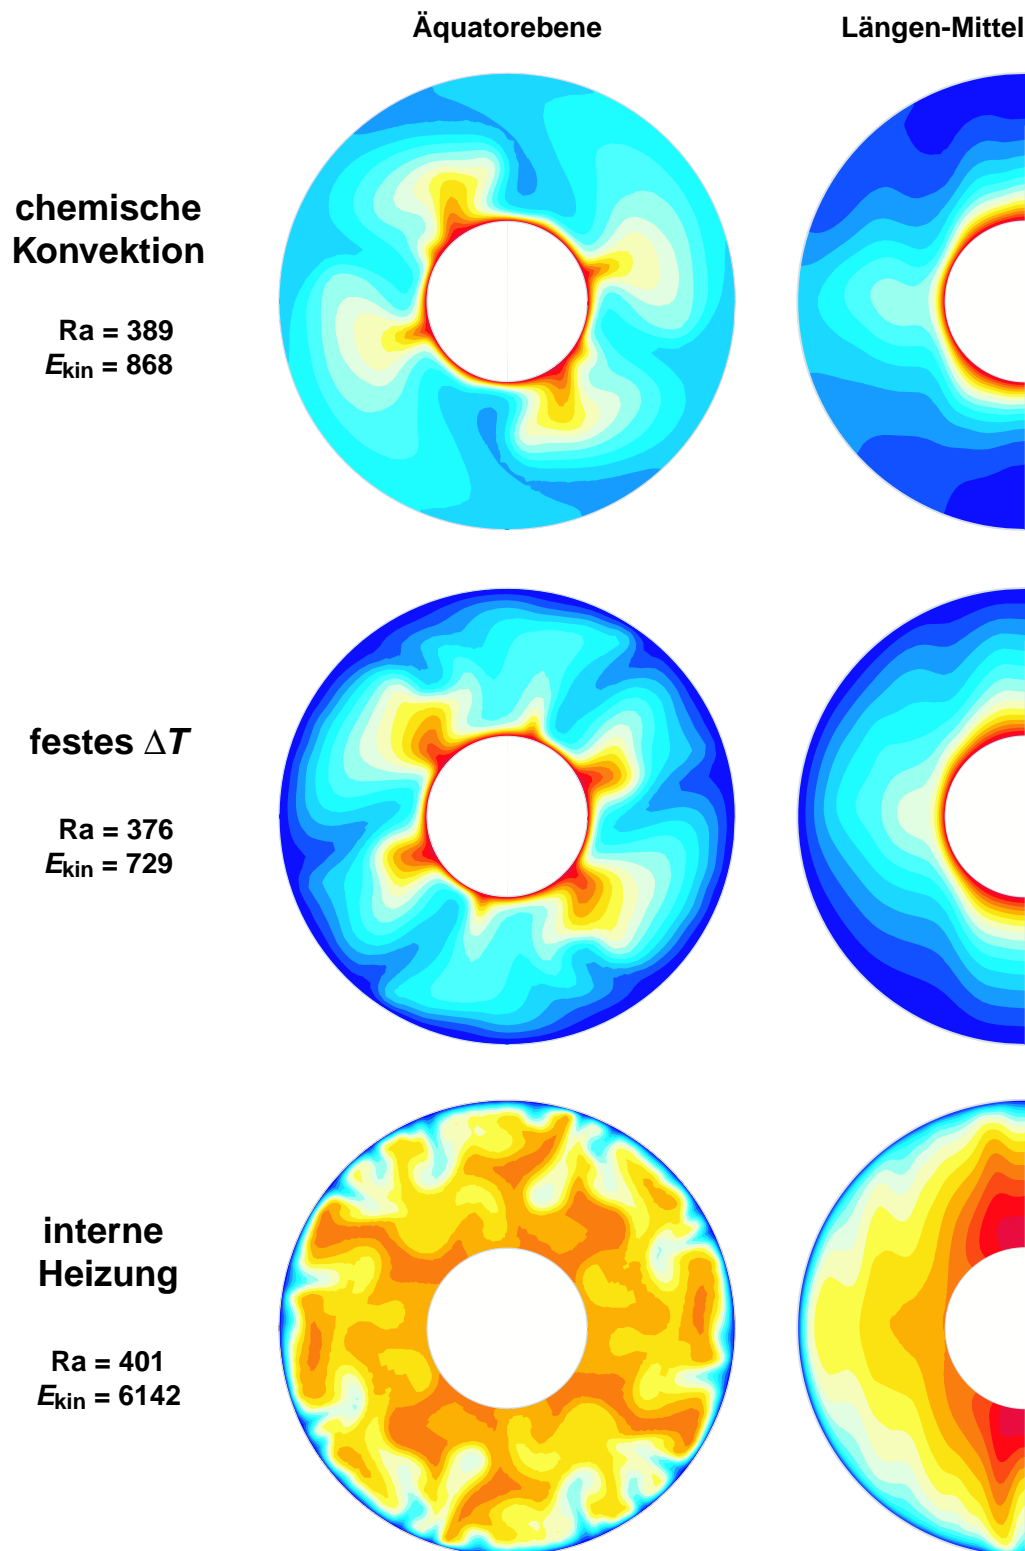 Äquatorebene
Längen-Mittel
chemische
Konvektion
Ra = 389
Ekin = 868
festes ΔT
Ra = 376
Ekin = 729
interne
Heizung
Ra = 401
Ekin = 6142